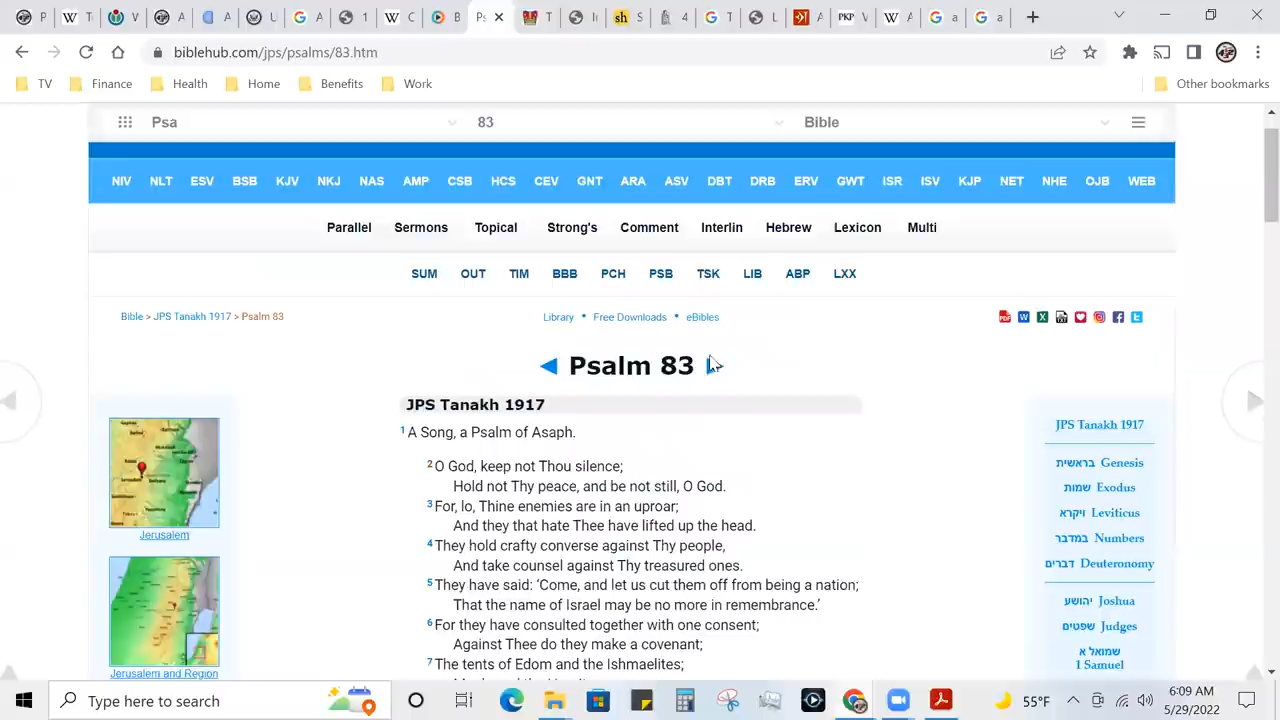 P T V U G 1 C B Ps T Ic sh S 4 T L A PKP V W A G a G a
biblehub.com/jps/psalms/83.htm
TV Finance Health Home Benefits Work Other bookmarks
Psa 83 Bible
NIV NLT ESV BSB KJV NKJ NAS AMP CSB HCS CEV GNT ARA ASV DBT DRB ERV GWT ISR ISV KJP NET NHE OJB WEB
Parallel Sermons Topical Strong's Comment Interlin Hebrew Lexicon Multi
SUM OUT TIM BBB PCH PSB TSK LIB ABP LXX
Bible > JPS Tanakh 1917 > Psalm 83
Library • Free Downloads • eBibles
Psalm 83
JPS Tanakh 1917
1 A Song, a Psalm of Asaph.
2 O God, keep not Thou silence;
Hold not Thy peace, and be not still, O God.
3 For, lo, Thine enemies are in an uproar;
And they that hate Thee have lifted up the head.
4 They hold crafty converse against Thy people,
And take counsel against Thy treasured ones.
5 They have said: ‘Come, and let us cut them off from being a nation;
That the name of Israel may be no more in remembrance.’
6 For they have consulted together with one consent;
Against Thee do they make a covenant;
7 The tents of Edom and the Ishmaelites;
Jerusalem
Jerusalem and Region
JPS Tanakh 1917
בראשית Genesis
שמות Exodus
ויקרא Leviticus
במדבר Numbers
דברים Deuteronomy
יהושע Joshua
שפטים Judges
שמואל א
1 Samuel
Type here to search
55°F
6:09 AM
5/29/2022